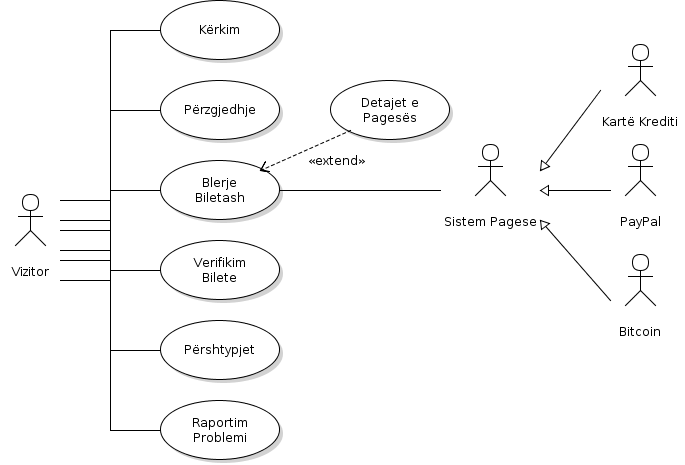 Kërkim
Përzgjedhje
Detajet e
Pagesës
«extend»
Blerje
Biletash
Verifikim
Bilete
Përshtypjet
Raportim
Problemi
Vizitor
Sistem Pagese
Kartë Krediti
PayPal
Bitcoin